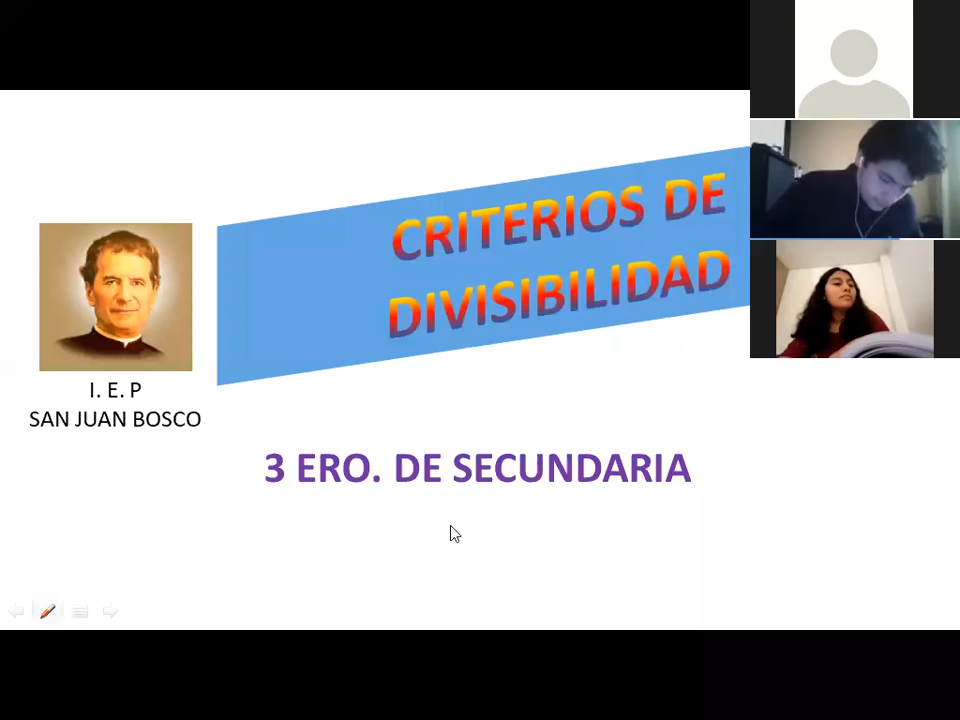 CRITERIOS DE
DIVISIBILIDAD
I. E. P
SAN JUAN BOSCO
3 ERO. DE SECUNDARIA